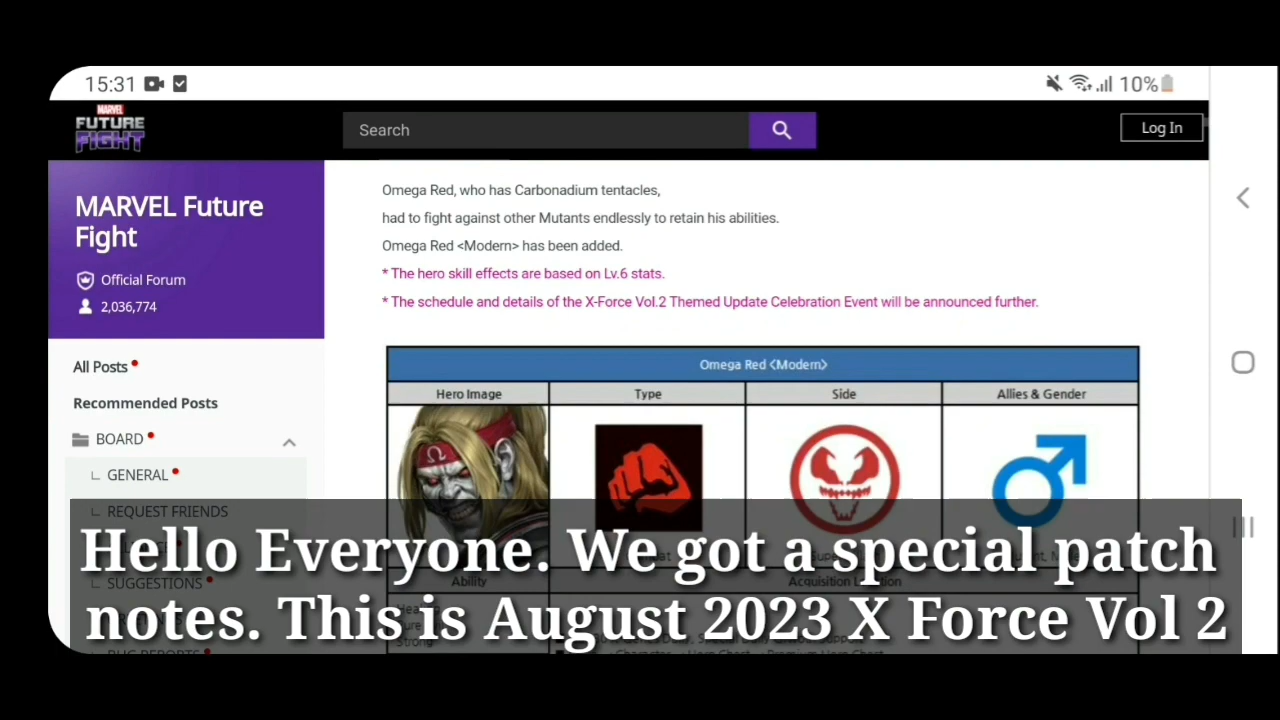 15:31
10%
MARVEL
FUTURE
FIGHT
Search
Log In
MARVEL Future
Fight
Official Forum
2,036,774
All Posts
Recommended Posts
BOARD
GENERAL
REQUEST FRIENDS
SUGGESTIONS
BUG REPORTS
Omega Red, who has Carbonadium tentacles,
had to fight against other Mutants endlessly to retain his abilities.
Omega Red <Modern> has been added.
* The hero skill effects are based on Lv.6 stats.
* The schedule and details of the X-Force Vol.2 Themed Update Celebration Event will be announced further.
Omega Red <Modern>
Hero Image Type Side Allies & Gender
Ability Acquisition Location
Hello Everyone. We got a special patch
notes. This is August 2023 X Force Vol 2